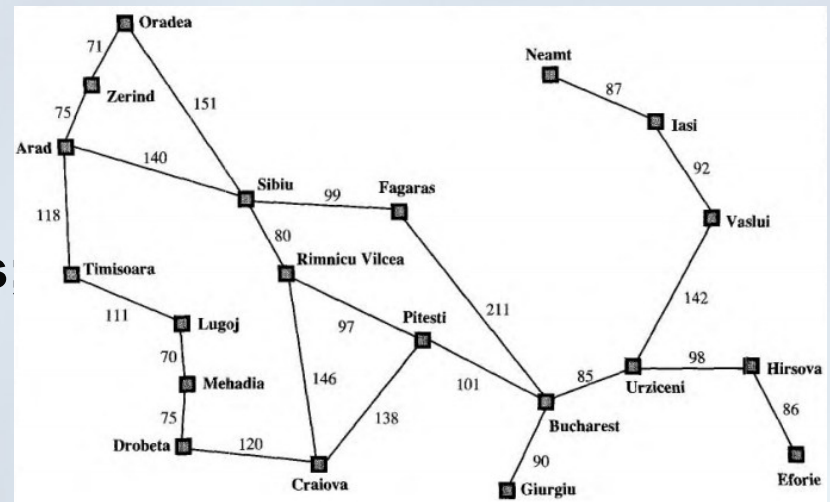 Oradea
71
Neamt
87
Zerind
151
75
Iasi
Arad
140
92
Sibiu
99
Fagaras
118
80
Vaslui
Rimnicu Vilcea
s
Timisoara
142
111
Lugoj
97
Pitesti
211
70
98
Hirsova
Mehadia
146
101
85
Urziceni
138
86
75
Bucharest
Drobeta
120
90
Eforie
Craiova
Giurgiu